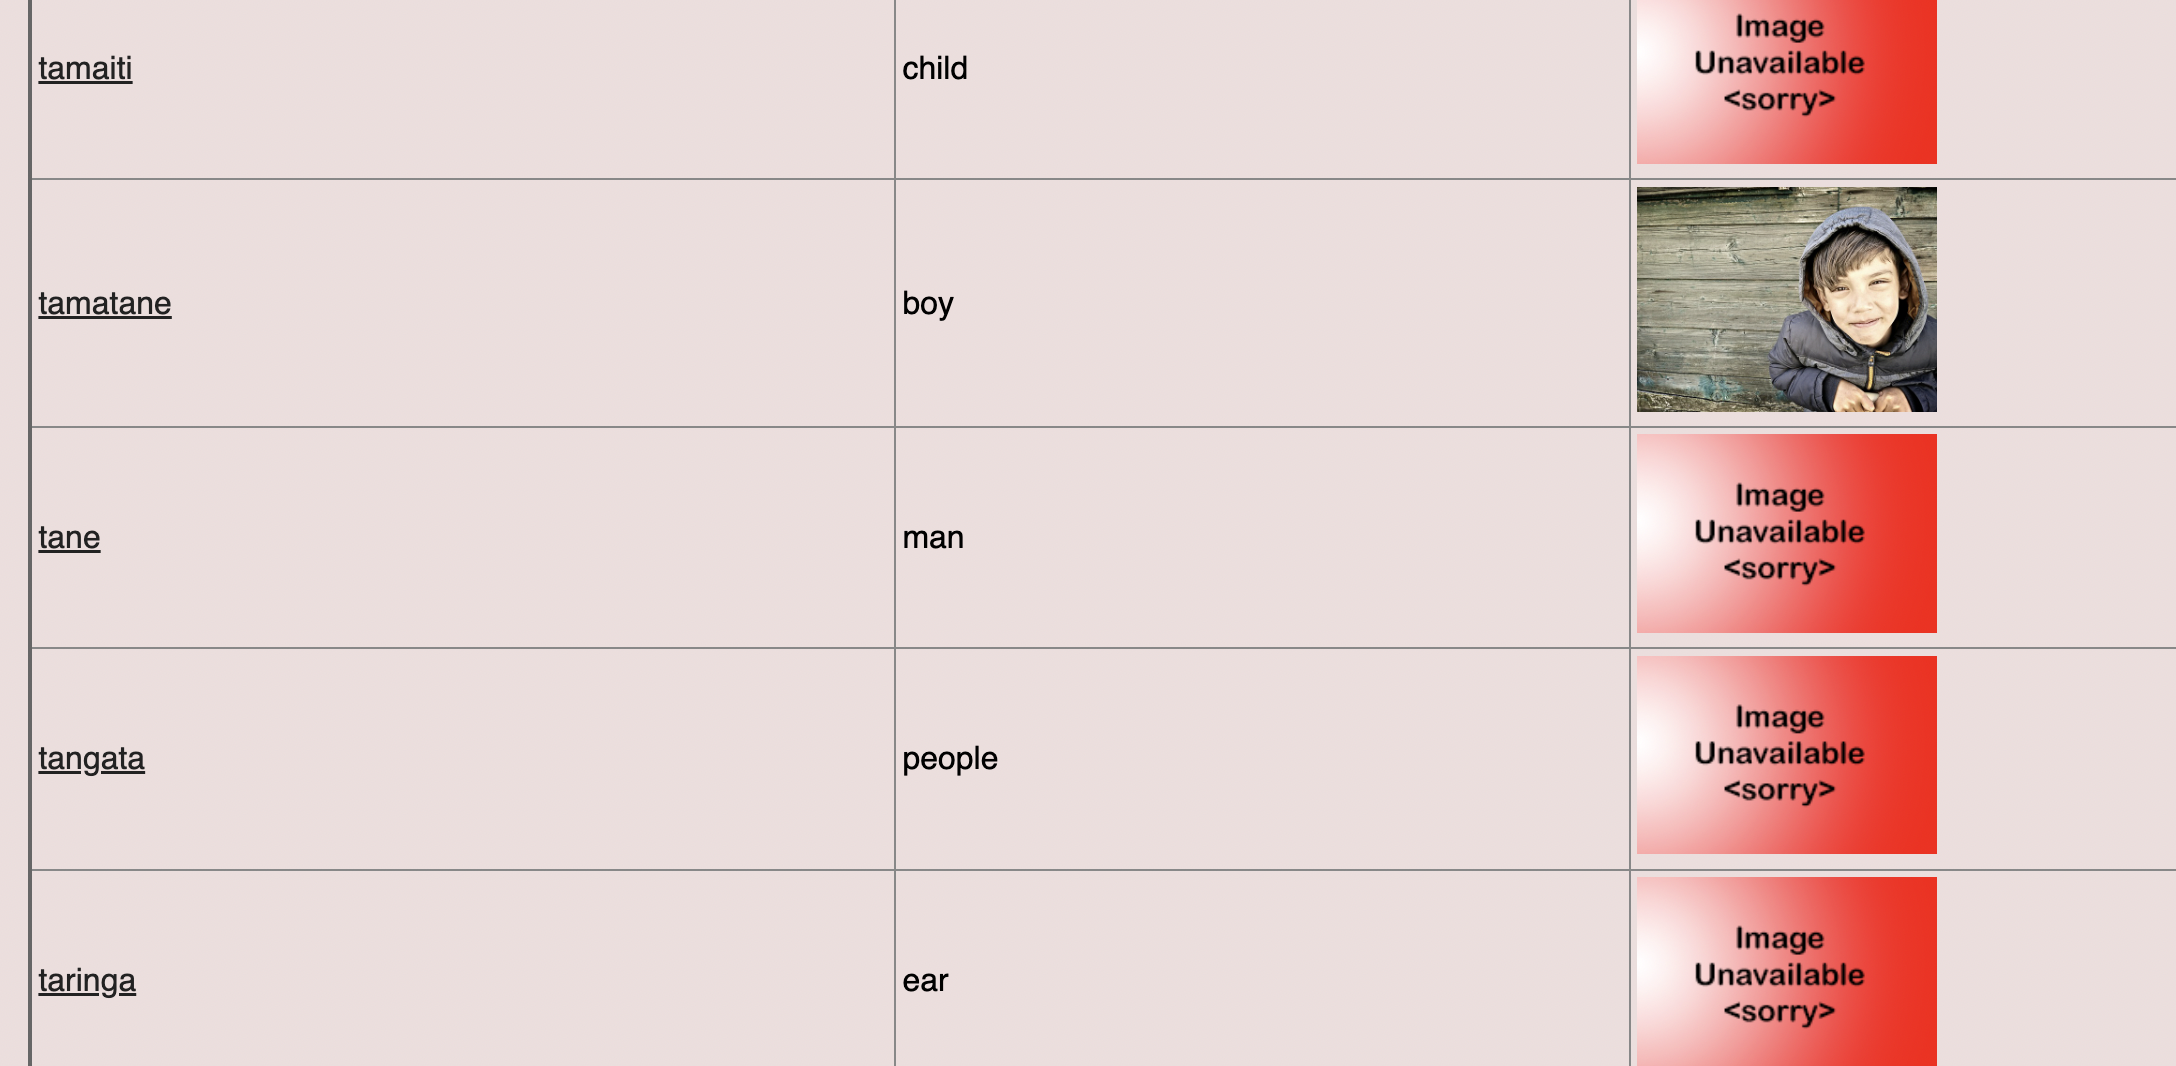 tamaiti
child
Image
Unavailable
<sorry>
tamatane
boy
tane
man
Image
Unavailable
<sorry>
tangata
people
Image
Unavailable
<sorry>
taringa
ear
Image
Unavailable
<sorry>